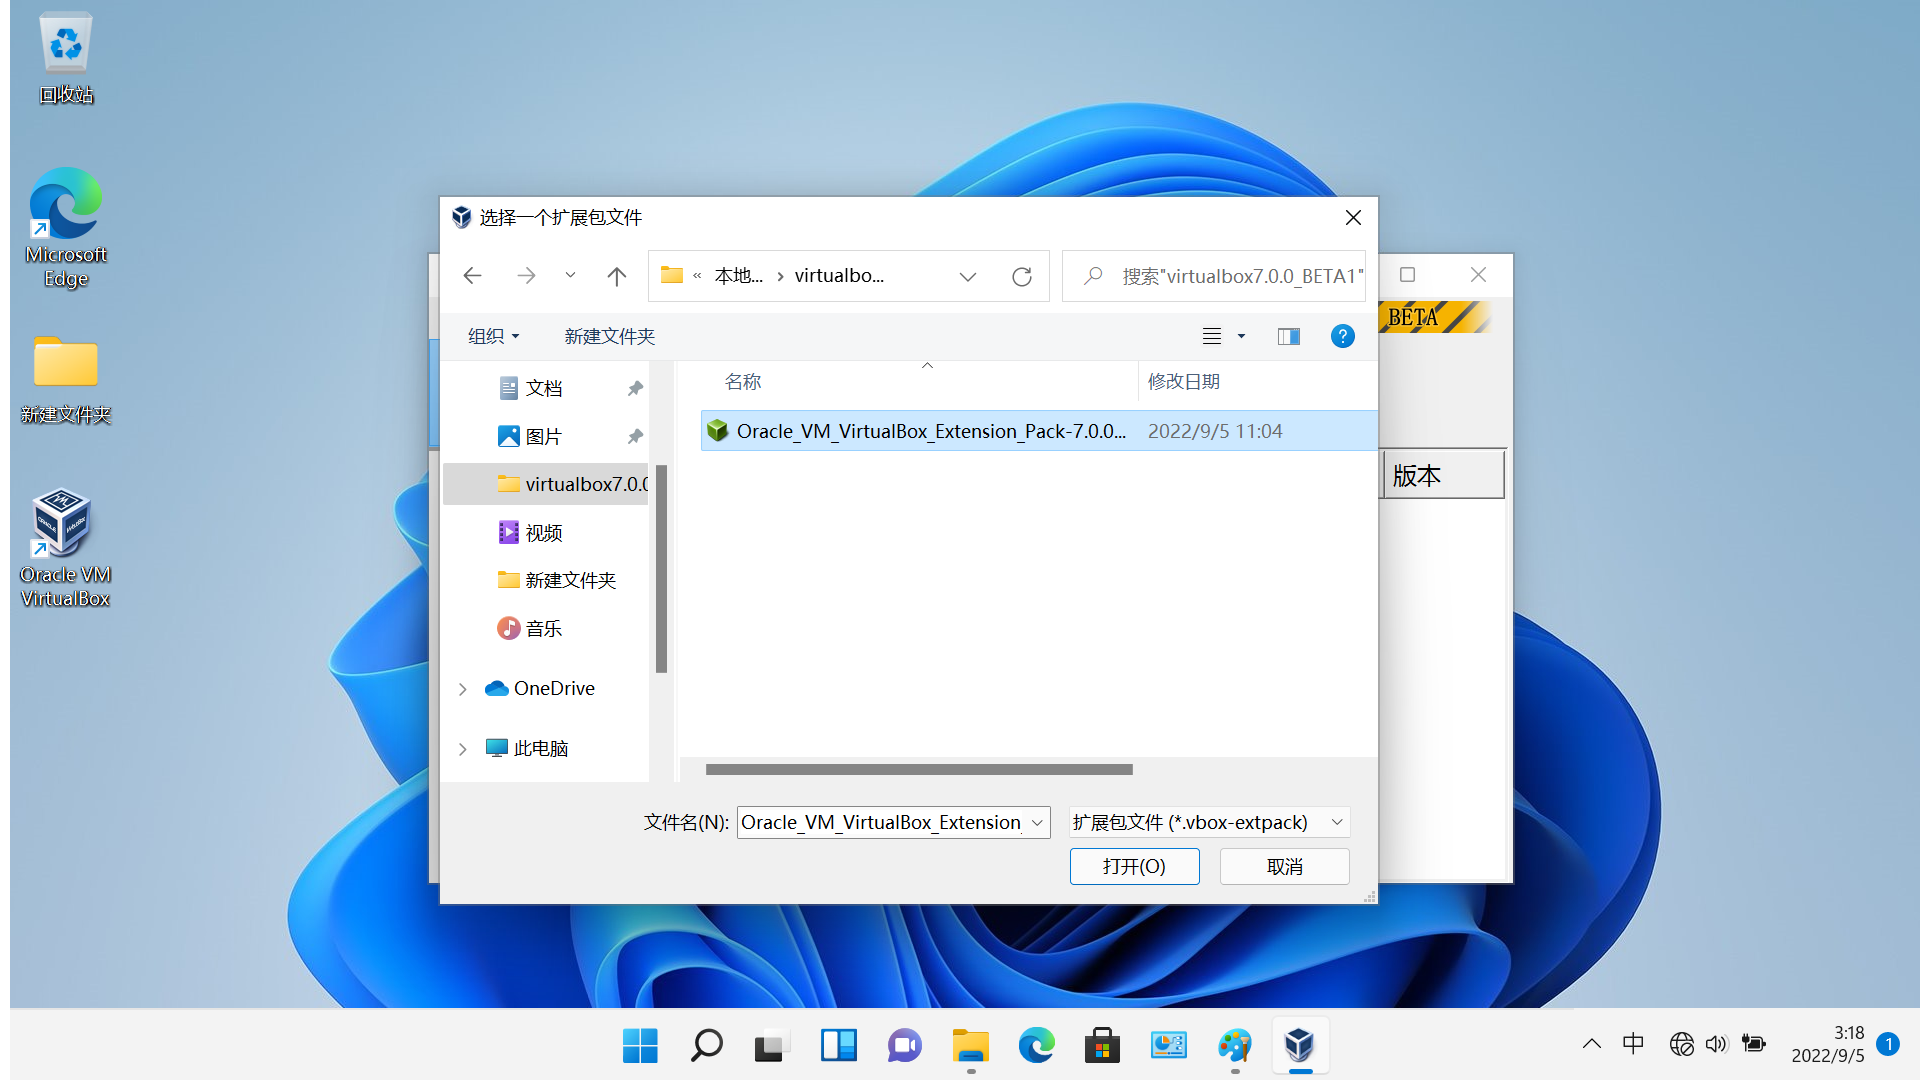 回收站
Microsoft
Edge
新建文件夹
Oracle VM
VirtualBox
选择一个扩展包文件
« 本地... › virtualbo...
搜索"virtualbox7.0.0_BETA1"
组织
新建文件夹
BETA
名称
修改日期
文档
图片
virtualbox7.0.0
视频
新建文件夹
音乐
OneDrive
此电脑
Oracle_VM_VirtualBox_Extension_Pack-7.0.0...
2022/9/5 11:04
版本
文件名(N):
Oracle_VM_VirtualBox_Extension_
扩展包文件 (*.vbox-extpack)
打开(O)
取消
中
3:18
2022/9/5
1